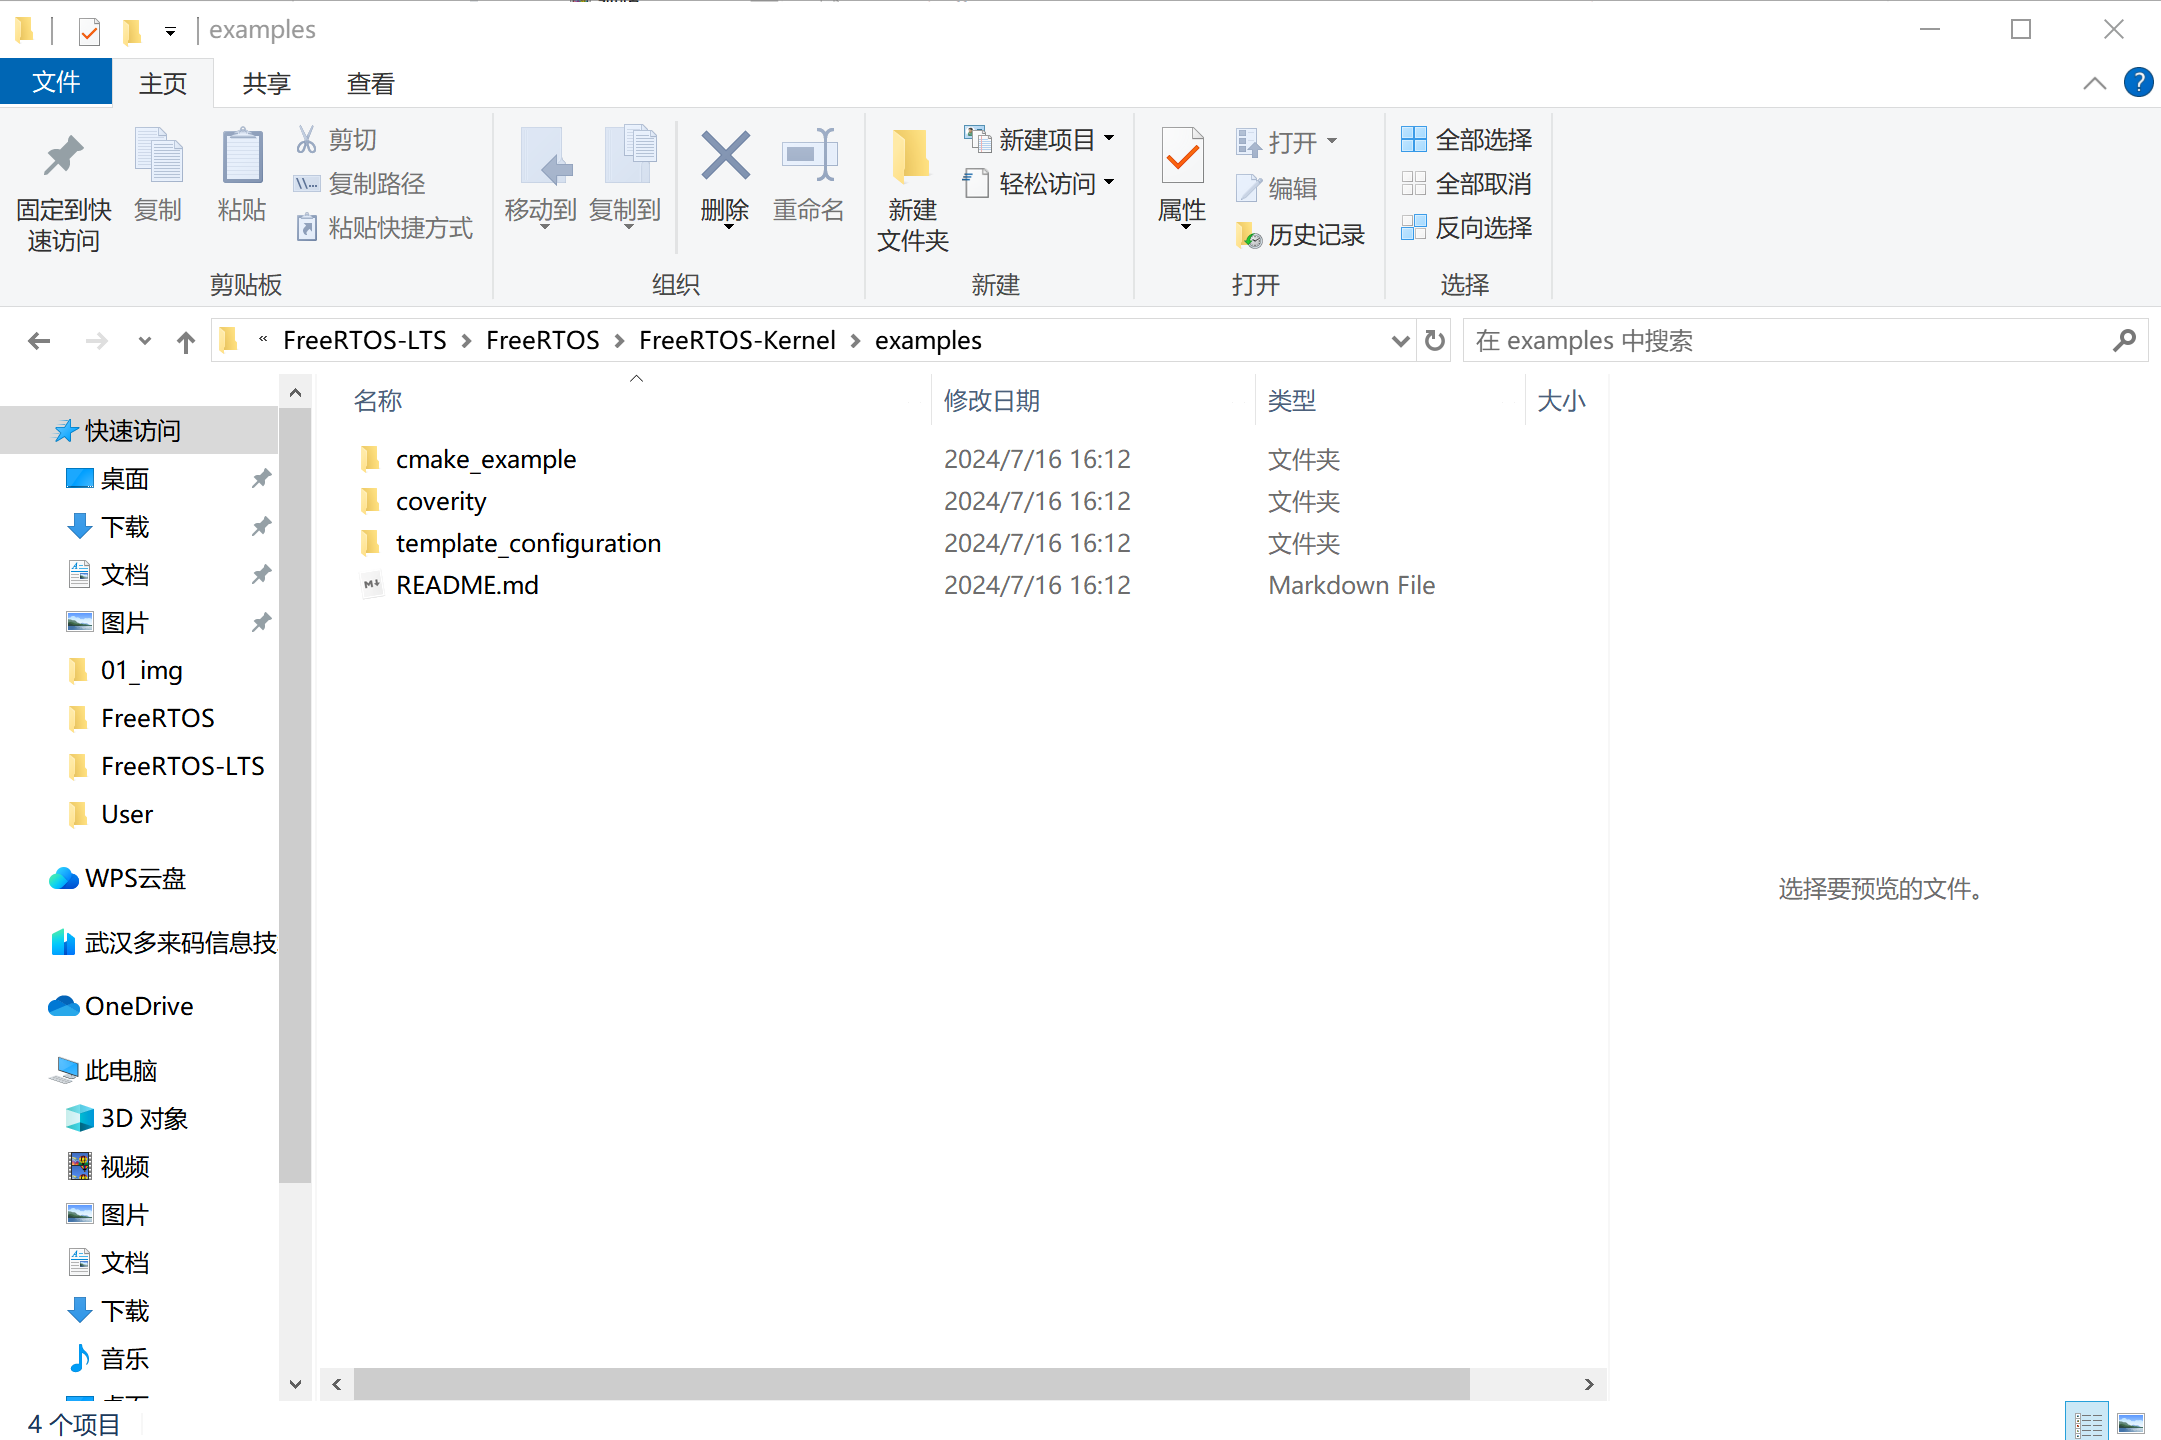 examples
文件 主页 共享 查看
固定到快速访问
复制
粘贴
剪切
复制路径
粘贴快捷方式
剪贴板
移动到
复制到
删除
重命名
组织
新建文件夹
新建项目
轻松访问
新建
属性
打开
编辑
历史记录
打开
全部选择
全部取消
反向选择
选择
« FreeRTOS-LTS > FreeRTOS > FreeRTOS-Kernel > examples
在 examples 中搜索
快速访问
桌面
下载
文档
图片
01_img
FreeRTOS
FreeRTOS-LTS
User
WPS云盘
武汉多来码信息技
OneDrive
此电脑
3D 对象
视频
图片
文档
下载
音乐
名称 修改日期 类型 大小
cmake_example 2024/7/16 16:12 文件夹
coverity 2024/7/16 16:12 文件夹
template_configuration 2024/7/16 16:12 文件夹
README.md 2024/7/16 16:12 Markdown File
选择要预览的文件。
4 个项目